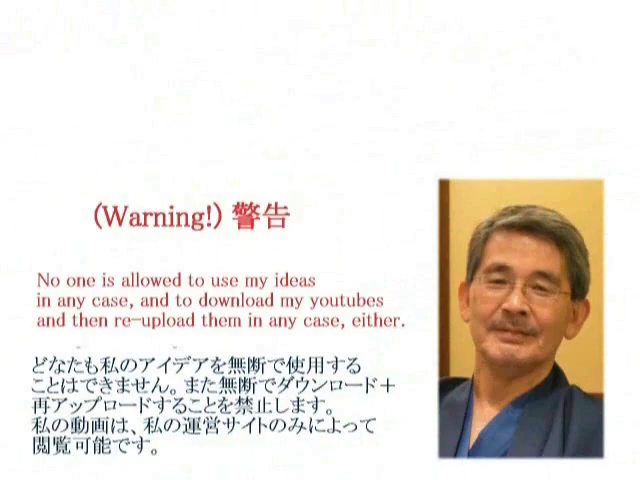 (Warning!) 警告
No one is allowed to use my ideas
in any case, and to download my youtubes
and then re-upload them in any case, either.
どなたも私のアイデアを無断で使用する
ことはできません。また無断でダウンロード＋
再アップロードすることを禁止します。
私の動画は、私の運営サイトのみによって
閲覧可能です。